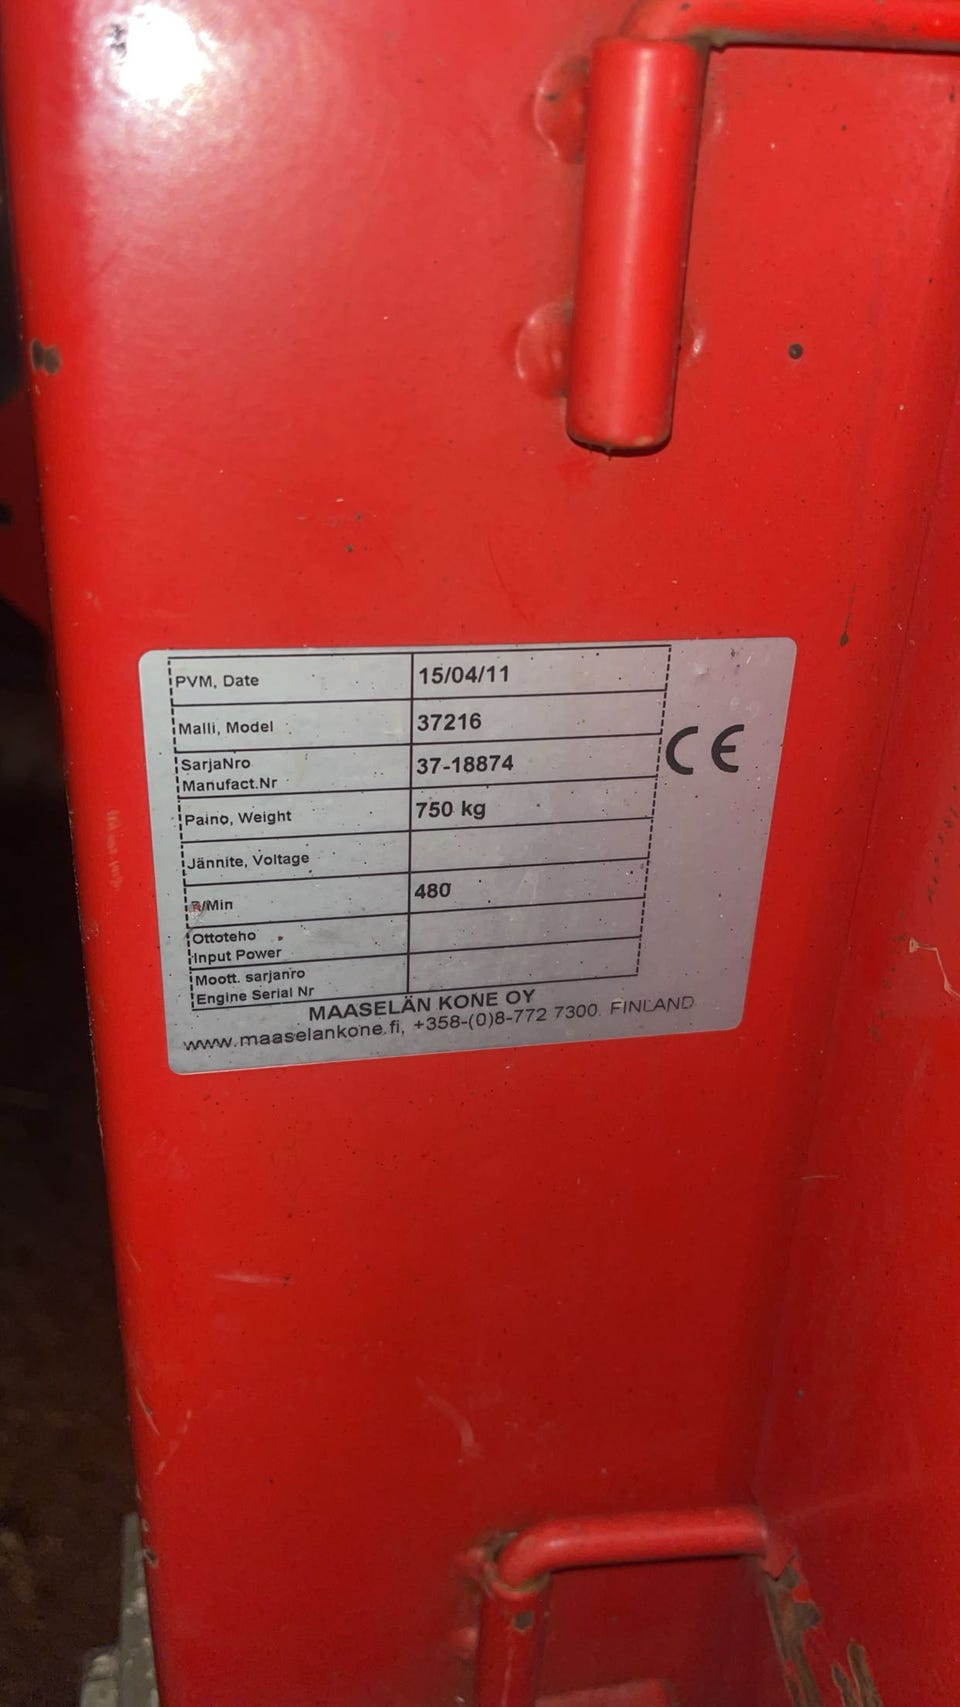 PVM, Date 15/04/11
Malli, Model 37216
CE
SarjaNro
Manufact.Nr 37-18874
Paino, Weight 750 kg
Jännite, Voltage
R/Min 480
Ottoteho
Input Power
Moott. sarjanro
Engine Serial Nr
MAASELÄN KONE OY
www.maaselankone.fi, +358-(0)8-772 7300. FINLAND